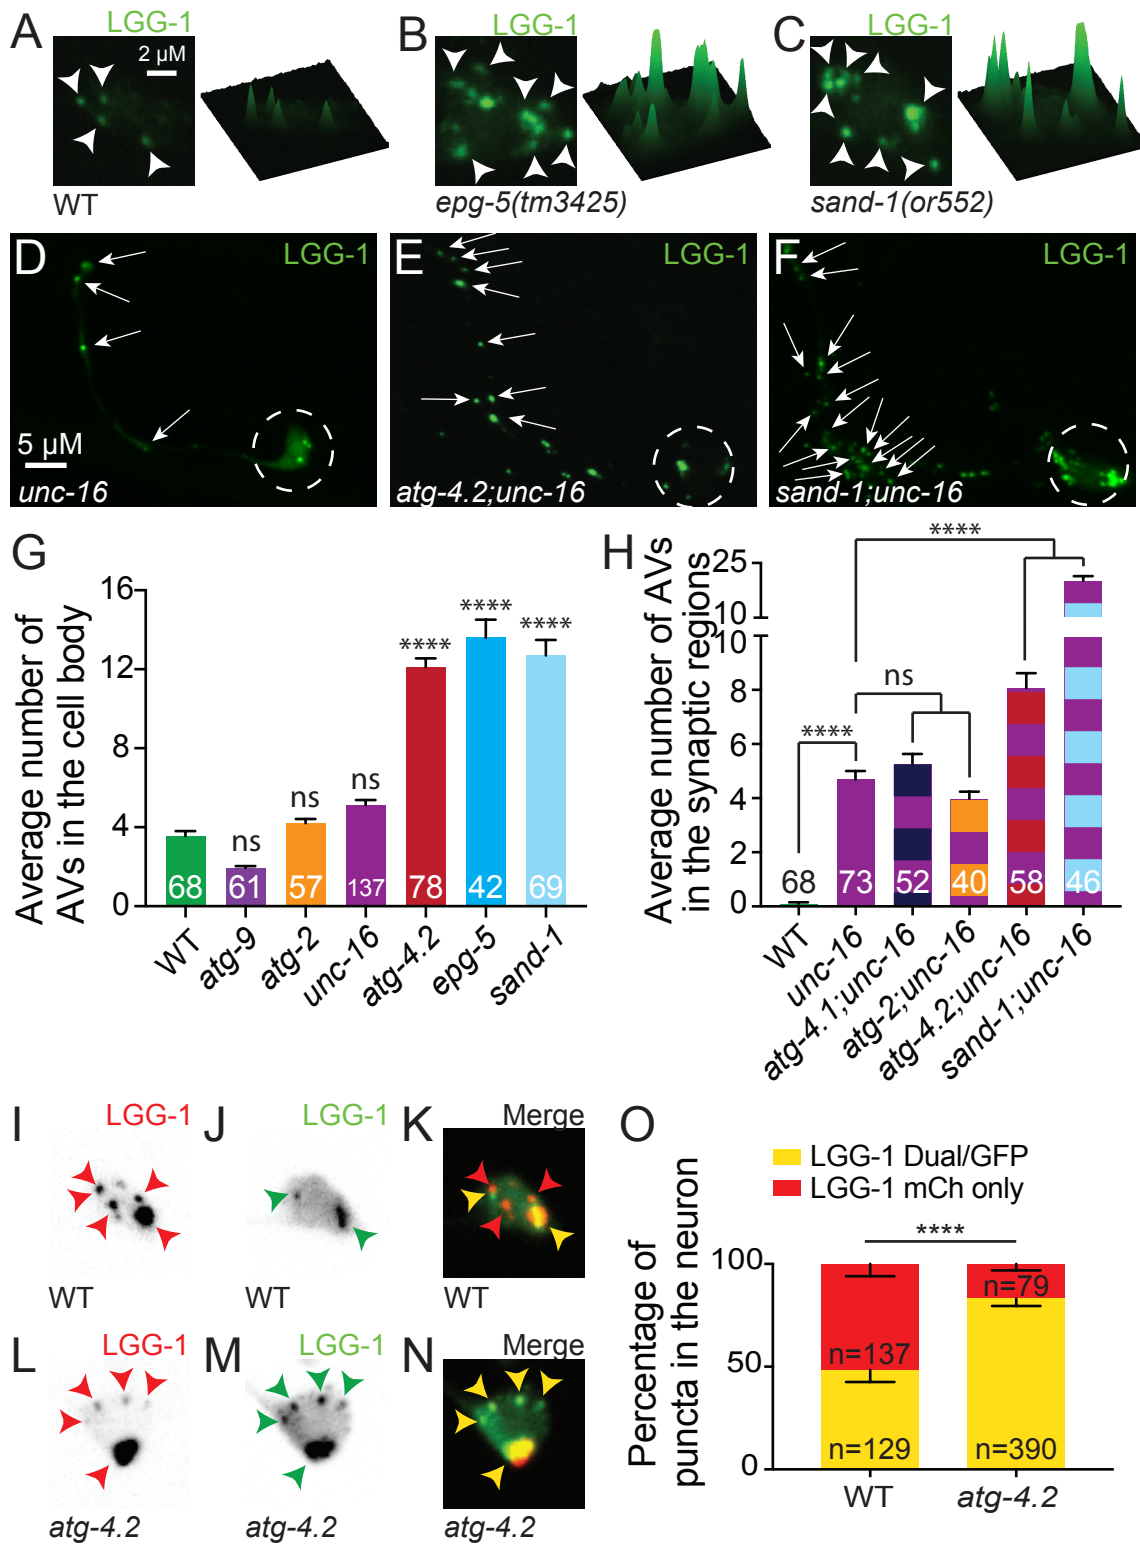 A
LGG-1
2 µM
WT
B
LGG-1
epg-5(tm3425)
C
LGG-1
sand-1(or552)
D
LGG-1
5 µM
unc-16
E
LGG-1
atg-4.2;unc-16
F
LGG-1
sand-1;unc-16
G
Average number of
AVs in the cell body
16
12
8
4
0
ns
ns
ns
****
****
****
68
61
57
137
78
42
69
WT
atg-9
atg-2
unc-16
atg-4.2
epg-5
sand-1
H
Average number of AVs
in the synaptic regions
25
10
10
8
6
4
2
0
****
ns
****
68
73
52
40
58
46
WT
unc-16
atg-4.1;unc-16
atg-2;unc-16
atg-4.2;unc-16
sand-1;unc-16
I
LGG-1
WT
J
LGG-1
WT
K
Merge
WT
L
LGG-1
atg-4.2
M
LGG-1
atg-4.2
N
Merge
atg-4.2
O
LGG-1 Dual/GFP
LGG-1 mCh only
Percentage of
puncta in the neuron
100
50
0
****
n=137
n=129
n=79
n=390
WT
atg-4.2